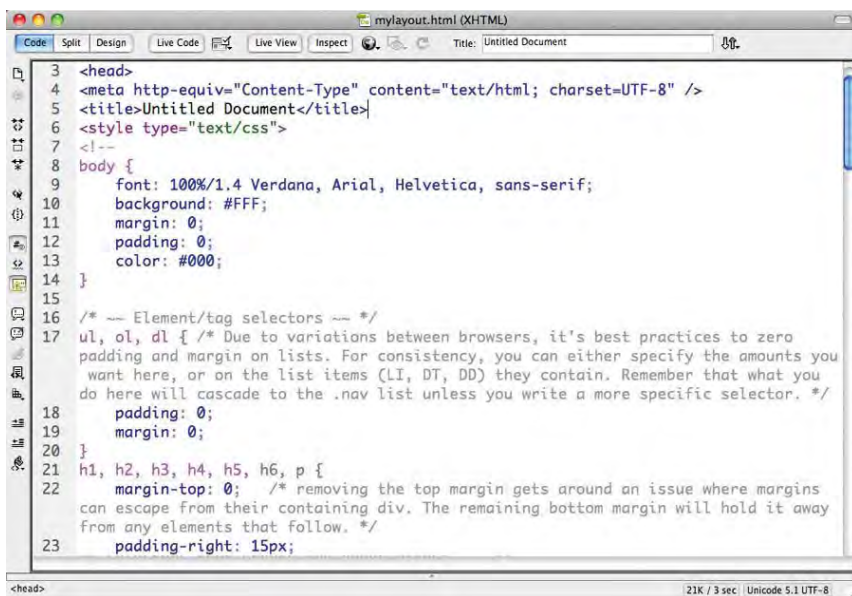 mylayout.html (XHTML)
Code Split Design Live Code Live View Inspect Title: Untitled Document
3 <head>
4 <meta http-equiv="Content-Type" content="text/html; charset=UTF-8" />
5 <title>Untitled Document</title>
6 <style type="text/css">
7 <!--
8 body {
9 font: 100%/1.4 Verdana, Arial, Helvetica, sans-serif;
10 background: #FFF;
11 margin: 0;
12 padding: 0;
13 color: #000;
14 }
15
16 /* ~~ Element/tag selectors ~~ */
17 ul, ol, dl { /* Due to variations between browsers, it's best practices to zero
padding and margin on lists. For consistency, you can either specify the amounts you
want here, or on the list items (LI, DT, DD) they contain. Remember that what you
do here will cascade to the .nav list unless you write a more specific selector. */
18 padding: 0;
19 margin: 0;
20 }
21 h1, h2, h3, h4, h5, h6, p {
22 margin-top: 0; /* removing the top margin gets around an issue where margins
can escape from their containing div. The remaining bottom margin will hold it away
from any elements that follow. */
23 padding-right: 15px;
<head> 21K / 3 sec Unicode 5.1 UTF-8